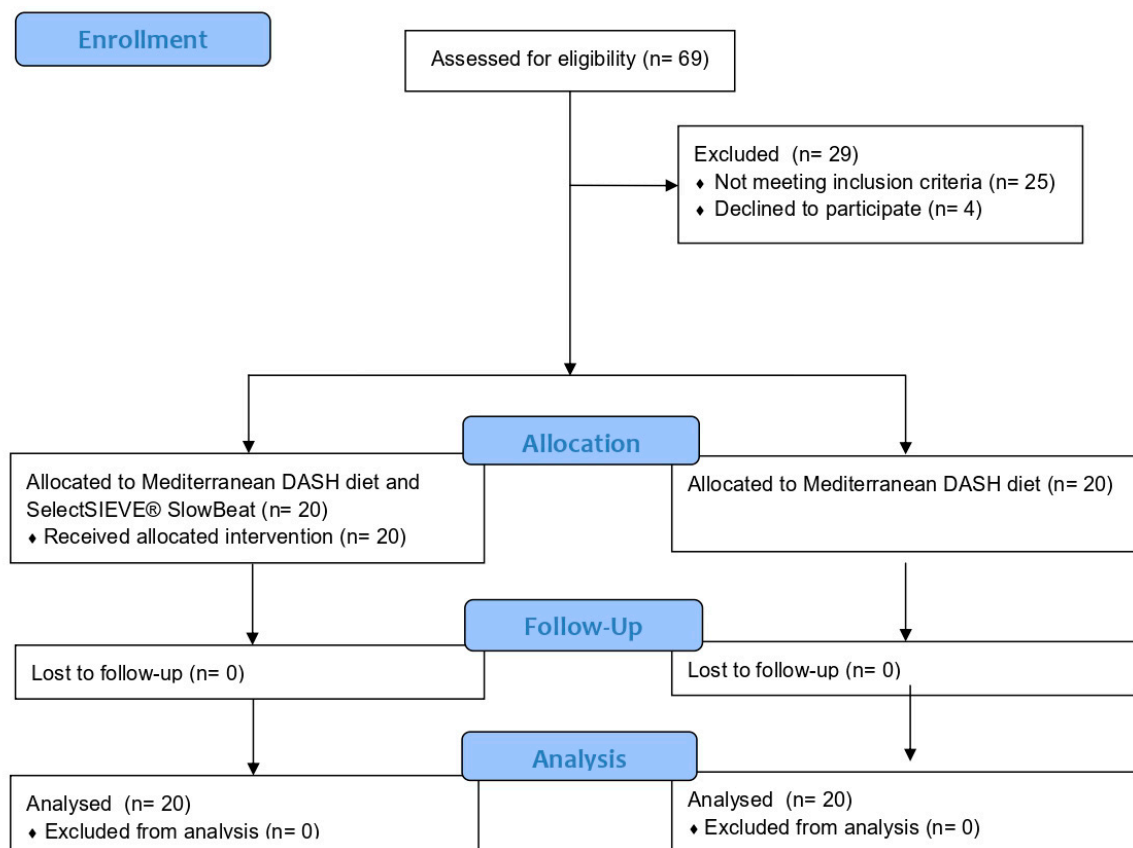 Enrollment
Assessed for eligibility (n= 69)
Excluded (n= 29)
♦ Not meeting inclusion criteria (n= 25)
♦ Declined to participate (n= 4)
Allocation
Allocated to Mediterranean DASH diet and
SelectSIEVE® SlowBeat (n= 20)
♦ Received allocated intervention (n= 20)
Allocated to Mediterranean DASH diet (n= 20)
Follow-Up
Lost to follow-up (n= 0)
Lost to follow-up (n= 0)
Analysis
Analysed (n= 20)
♦ Excluded from analysis (n= 0)
Analysed (n= 20)
♦ Excluded from analysis (n= 0)